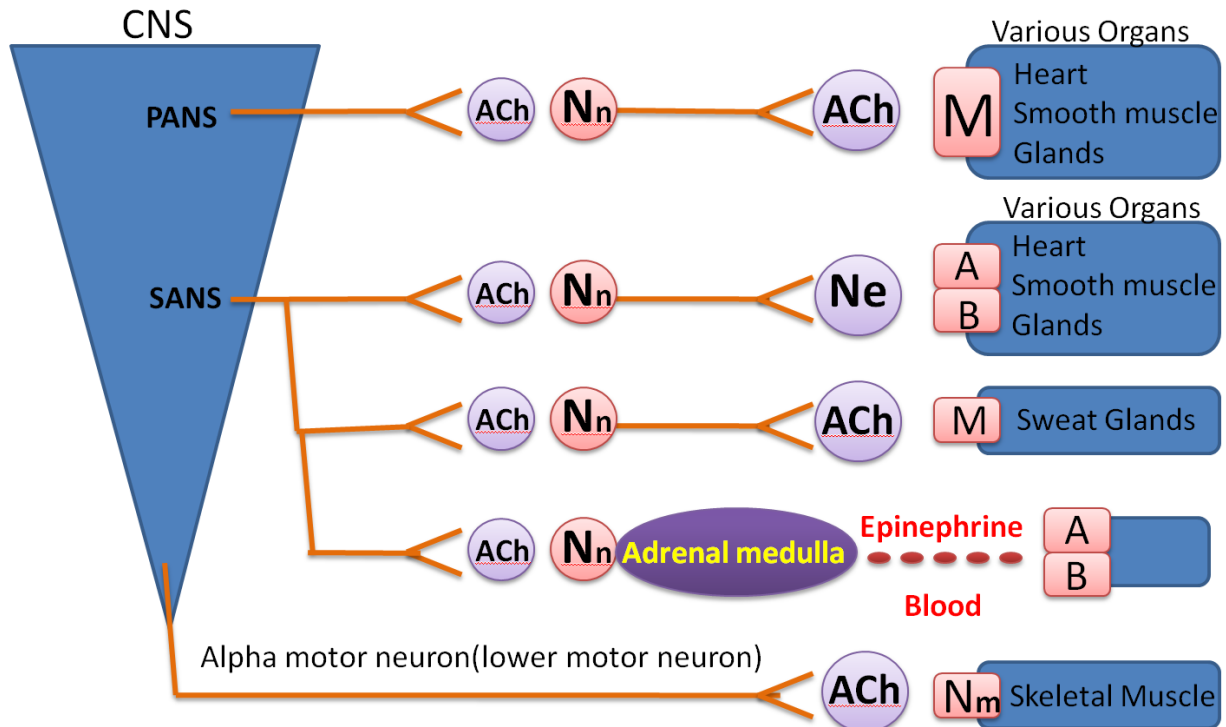 CNS
PANS
ACh
Nn
ACh
Various Organs
M
Heart
Smooth muscle
Glands
SANS
ACh
Nn
Ne
Various Organs
A
B
Heart
Smooth muscle
Glands
ACh
Nn
ACh
M
Sweat Glands
ACh
Nn
Adrenal medulla
Epinephrine
Blood
A
B
Alpha motor neuron(lower motor neuron)
ACh
Nm
Skeletal Muscle